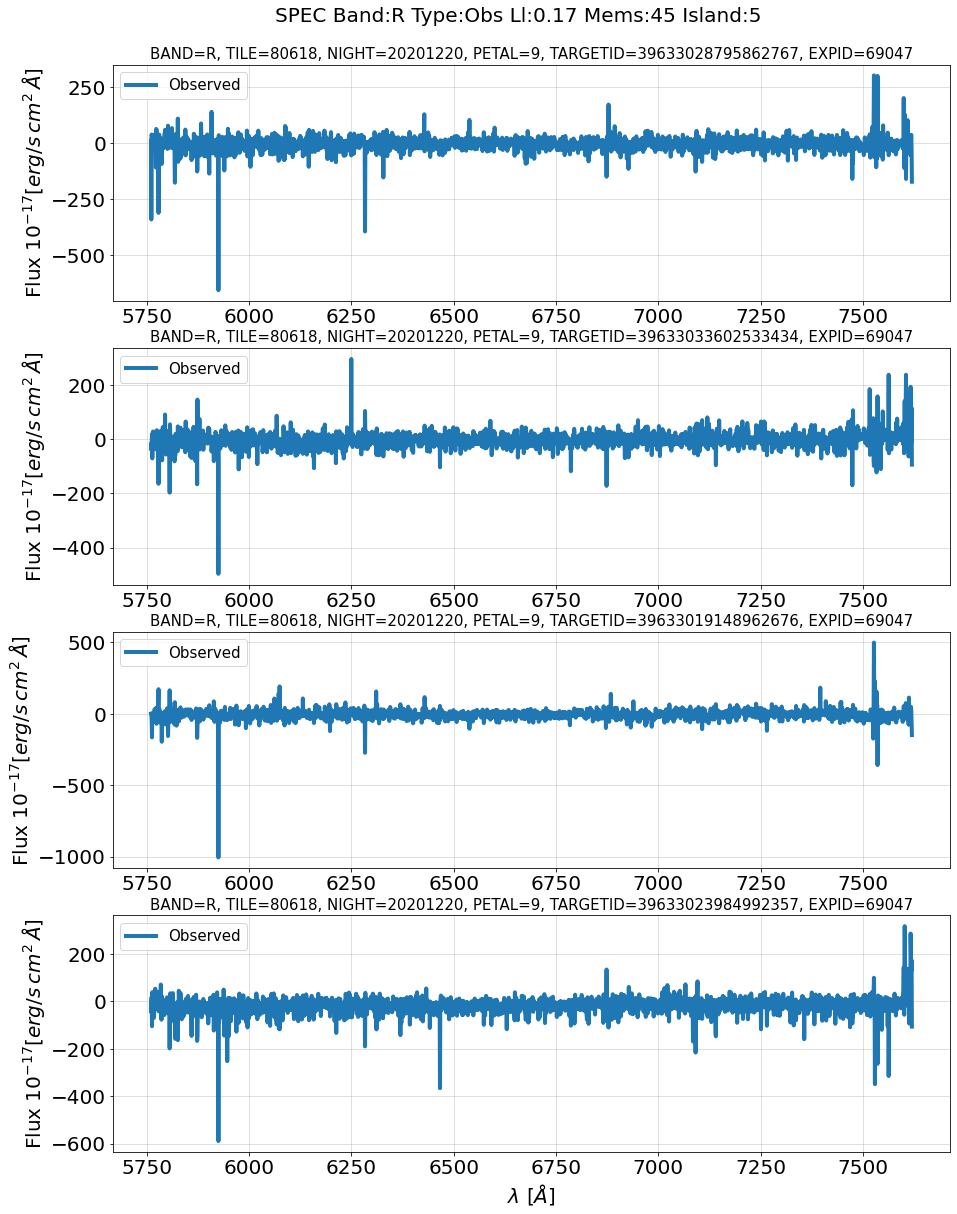 SPEC Band:R Type:Obs Ll:0.17 Mems:45 Island:5
BAND=R, TILE=80618, NIGHT=20201220, PETAL=9, TARGETID=39633028795862767, EXPID=69047
Observed
Flux 10⁻¹⁷[erg/s cm² Å]
250
0
−250
−500
5750 6000 6250 6500 6750 7000 7250 7500
BAND=R, TILE=80618, NIGHT=20201220, PETAL=9, TARGETID=39633033602533434, EXPID=69047
Observed
Flux 10⁻¹⁷[erg/s cm² Å]
200
0
−200
−400
5750 6000 6250 6500 6750 7000 7250 7500
BAND=R, TILE=80618, NIGHT=20201220, PETAL=9, TARGETID=39633019148962676, EXPID=69047
Observed
Flux 10⁻¹⁷[erg/s cm² Å]
500
0
−500
−1000
5750 6000 6250 6500 6750 7000 7250 7500
BAND=R, TILE=80618, NIGHT=20201220, PETAL=9, TARGETID=39633023984992357, EXPID=69047
Observed
Flux 10⁻¹⁷[erg/s cm² Å]
200
0
−200
−400
−600
5750 6000 6250 6500 6750 7000 7250 7500
λ [Å]